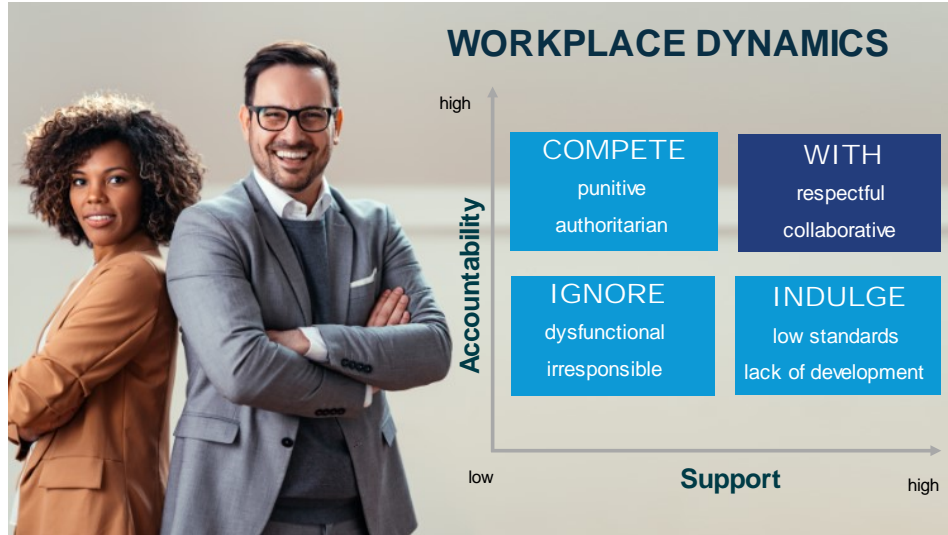 WORKPLACE DYNAMICS
high
COMPETE
punitive
authoritarian
WITH
respectful
collaborative
Accountability
IGNORE
dysfunctional
irresponsible
INDULGE
low standards
lack of development
low
Support
high